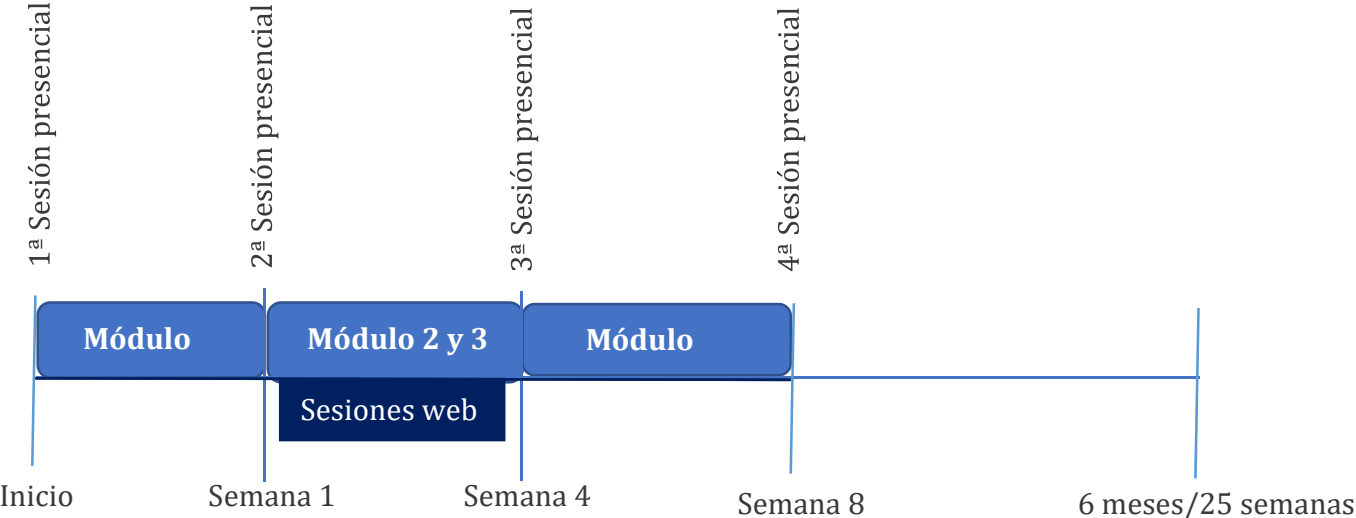 1ª Sesión presencial
2ª Sesión presencial
3ª Sesión presencial
4ª Sesión presencial
Módulo
Módulo 2 y 3
Módulo
Sesiones web
Inicio
Semana 1
Semana 4
Semana 8
6 meses/25 semanas